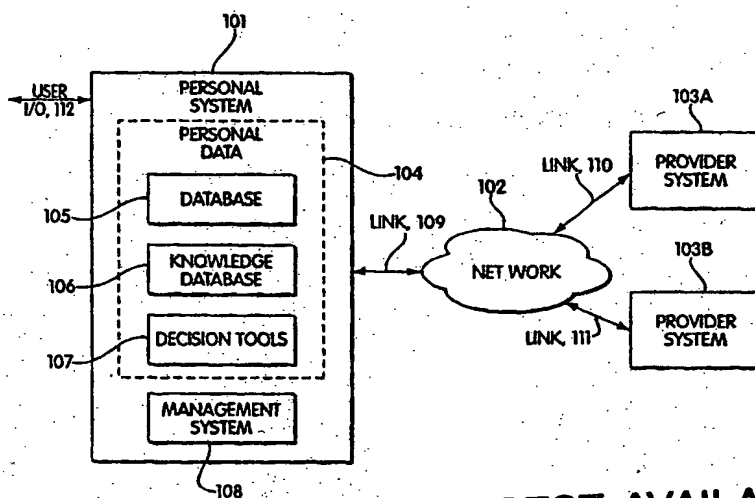 101
USER
I/O, 112
PERSONAL
SYSTEM
PERSONAL
DATA
104
105
DATABASE
106
KNOWLEDGE
DATABASE
107
DECISION TOOLS
MANAGEMENT
SYSTEM
108
LINK, 109
102
NET WORK
LINK, 110
103A
PROVIDER
SYSTEM
103B
PROVIDER
SYSTEM
LINK, 111